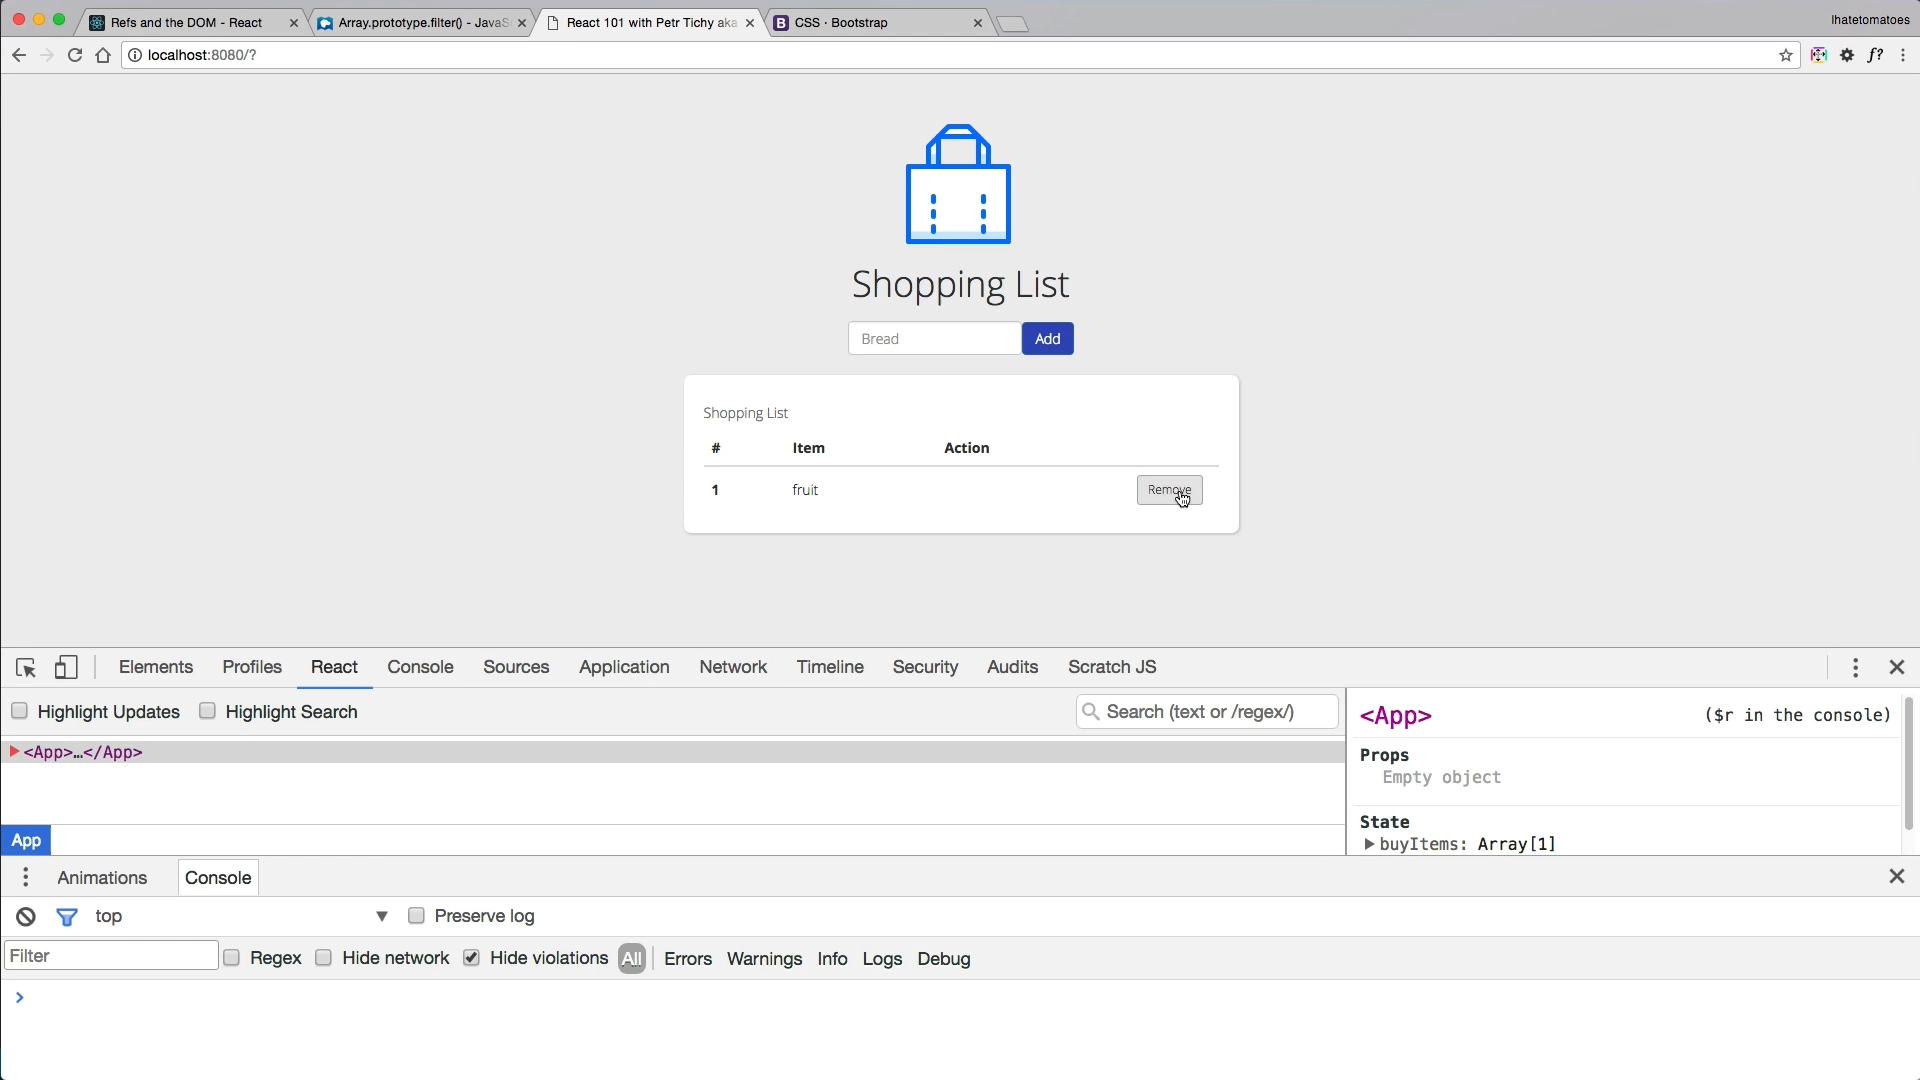 Refs and the DOM - React
Array.prototype.filter() - JavaS
React 101 with Petr Tichy aka
CSS · Bootstrap
Ihatetomatoes
localhost:8080/?
f?
Shopping List
Bread
Add
Shopping List
# Item Action
1 fruit Remove
Elements Profiles React Console Sources Application Network Timeline Security Audits Scratch JS
Highlight Updates Highlight Search Search (text or /regex/)
<App> ($r in the console)
<App>…</App>
Props
Empty object
State
buyItems: Array[1]
App
Animations Console
top Preserve log
Filter Regex Hide network Hide violations All Errors Warnings Info Logs Debug